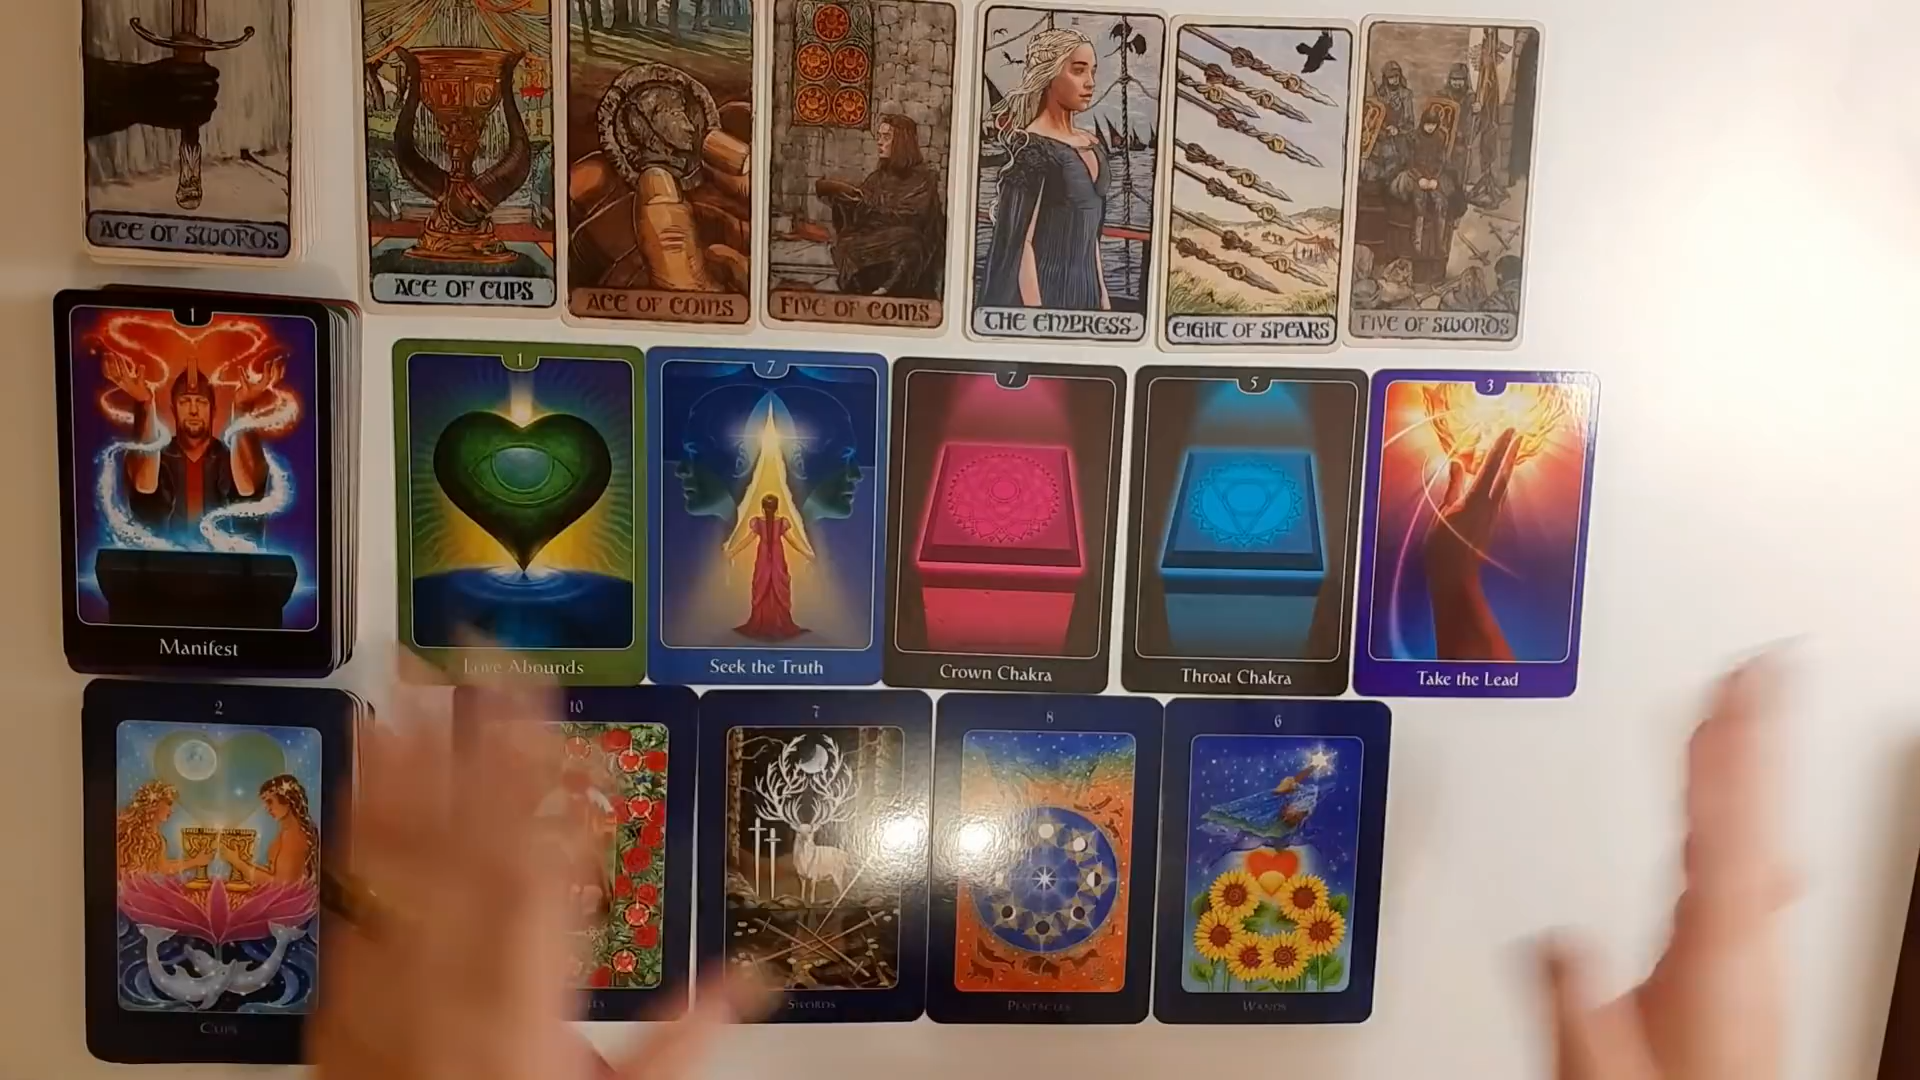 ACE OF SWORDS
ACE OF CUPS
ACE OF COINS
FIVE OF COINS
III
THE EMPRESS
EIGHT OF SPEARS
FIVE OF SWORDS
1
Manifest
1
Love Abounds
7
Seek the Truth
7
Crown Chakra
5
Throat Chakra
3
Take the Lead
2
CUPS
10
7
SWORDS
8
PENTACLES
6
WANDS